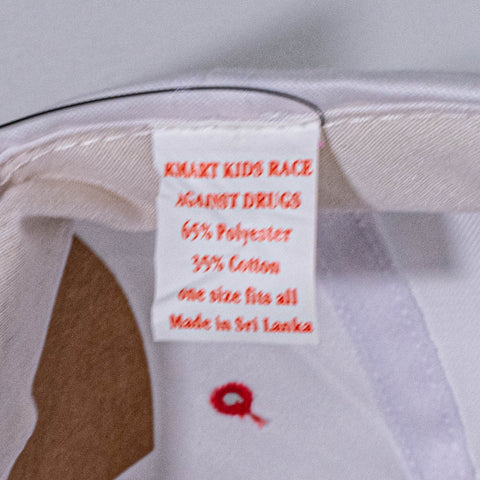 KMART KIDS RACE
AGAINST DRUGS
65% Polyester
35% Cotton
one size fits all
Made in Sri Lanka